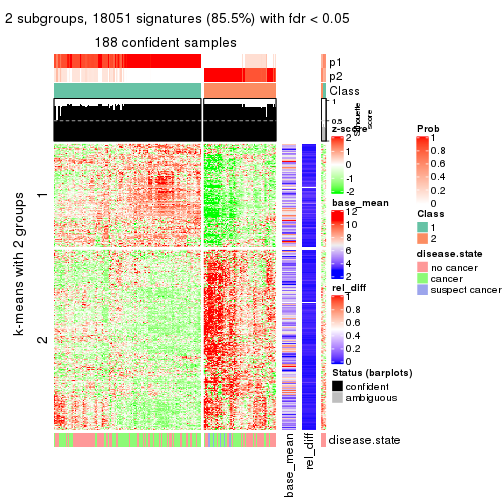 2 subgroups, 18051 signatures (85.5%) with fdr < 0.05
188 confident samples
p1
p2
Class
1
0.5
0
Silhouette
score
k-means with 2 groups
1
2
z-score
2
1
0
-1
-2
base_mean
12
10
8
6
4
2
rel_diff
1
0.8
0.6
0.4
0.2
0
Status (barplots)
confident
ambiguous
Prob
1
0.8
0.6
0.4
0.2
0
Class
1
2
disease.state
no cancer
cancer
suspect cancer
disease.state
base_mean
rel_diff